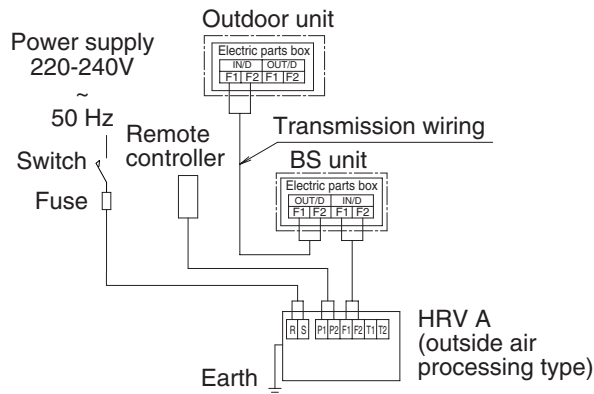 Outdoor unit
Power supply
220-240V
~
50 Hz
Electric parts box
IN/D OUT/D
F1 F2 F1 F2
Remote
controller
Transmission wiring
Switch
BS unit
Fuse
Electric parts box
OUT/D IN/D
F1 F2 F1 F2
R S P1 P2 F1 F2 T1 T2
HRV A
(outside air
processing type)
Earth